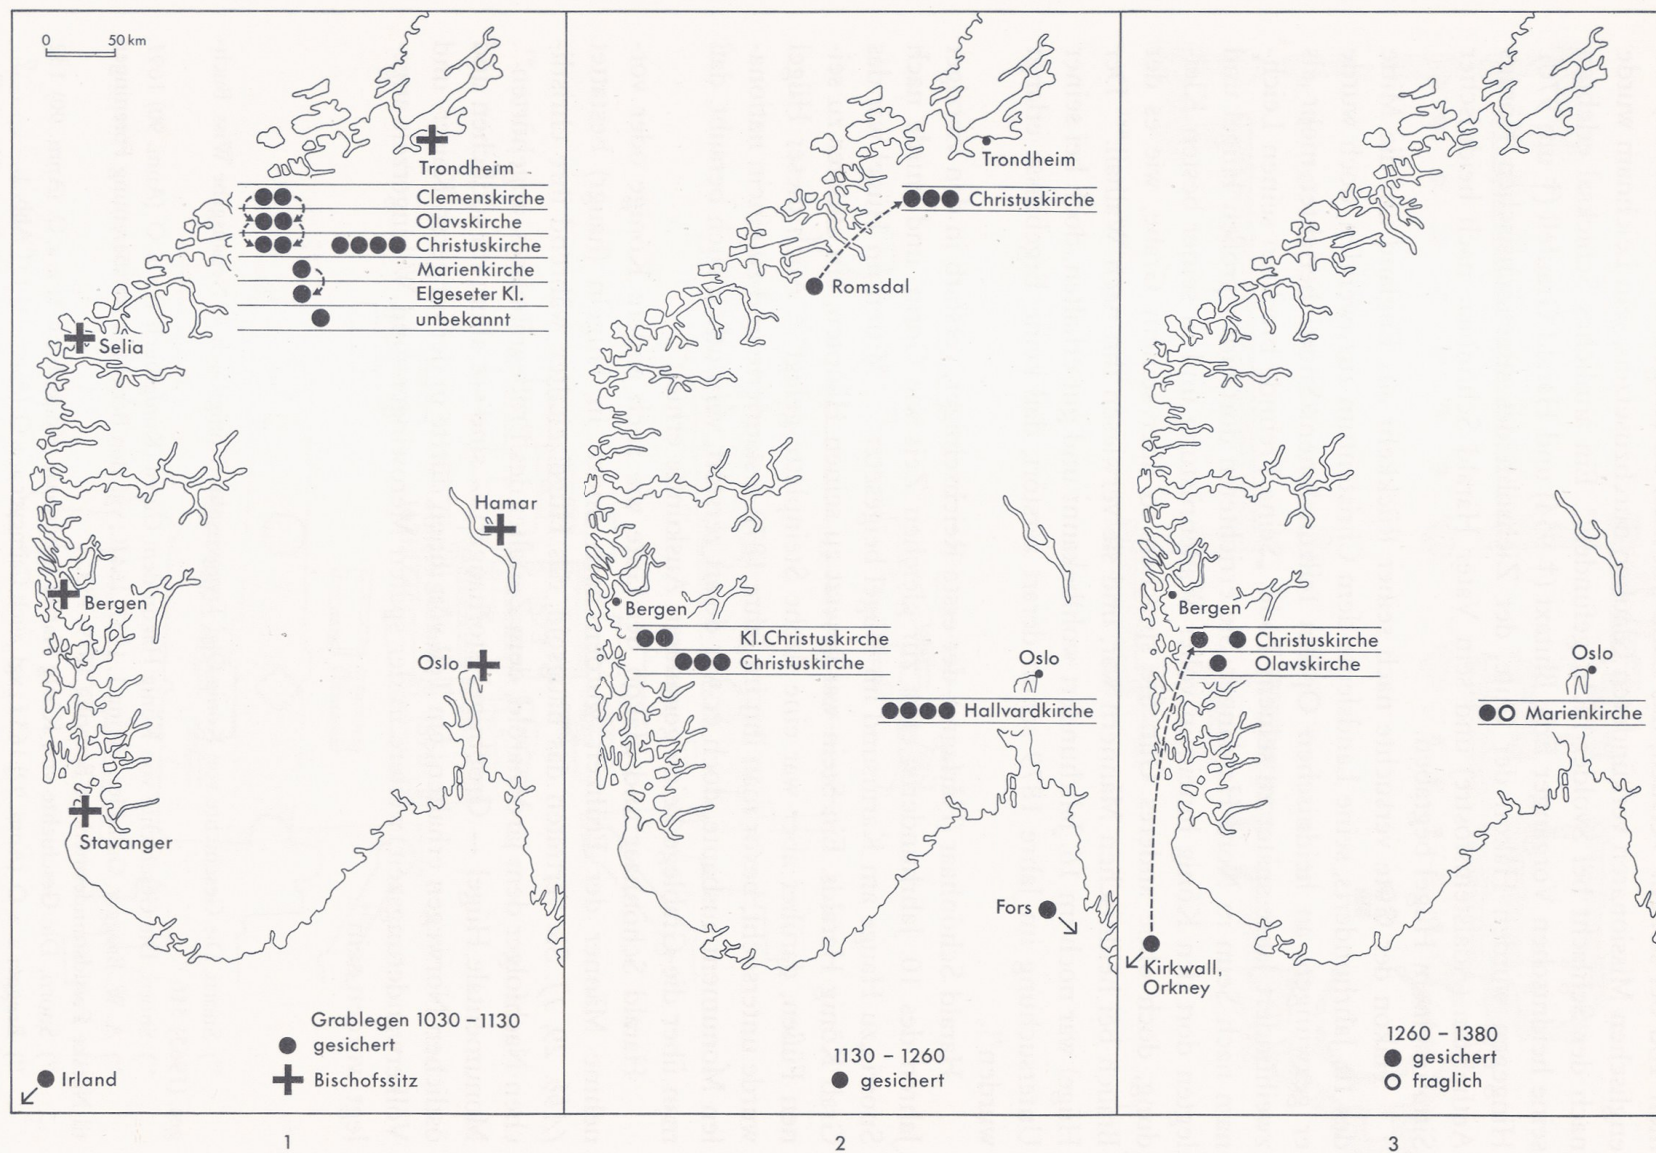 0 50 km
Trondheim
Clemenskirche
Olavskirche
Christuskirche
Marienkirche
Elgeseter Kl.
unbekannt
Selia
Hamar
Bergen
Oslo
Stavanger
Grablegen 1030 – 1130
gesichert
Bischofssitz
Irland
1
Trondheim
Christuskirche
Romsdal
Bergen
Kl. Christuskirche
Christuskirche
Oslo
Hallvardkirche
Fors
1130 – 1260
gesichert
2
Bergen
Christuskirche
Olavskirche
Oslo
Marienkirche
Kirkwall,
Orkney
1260 – 1380
gesichert
fraglich
3